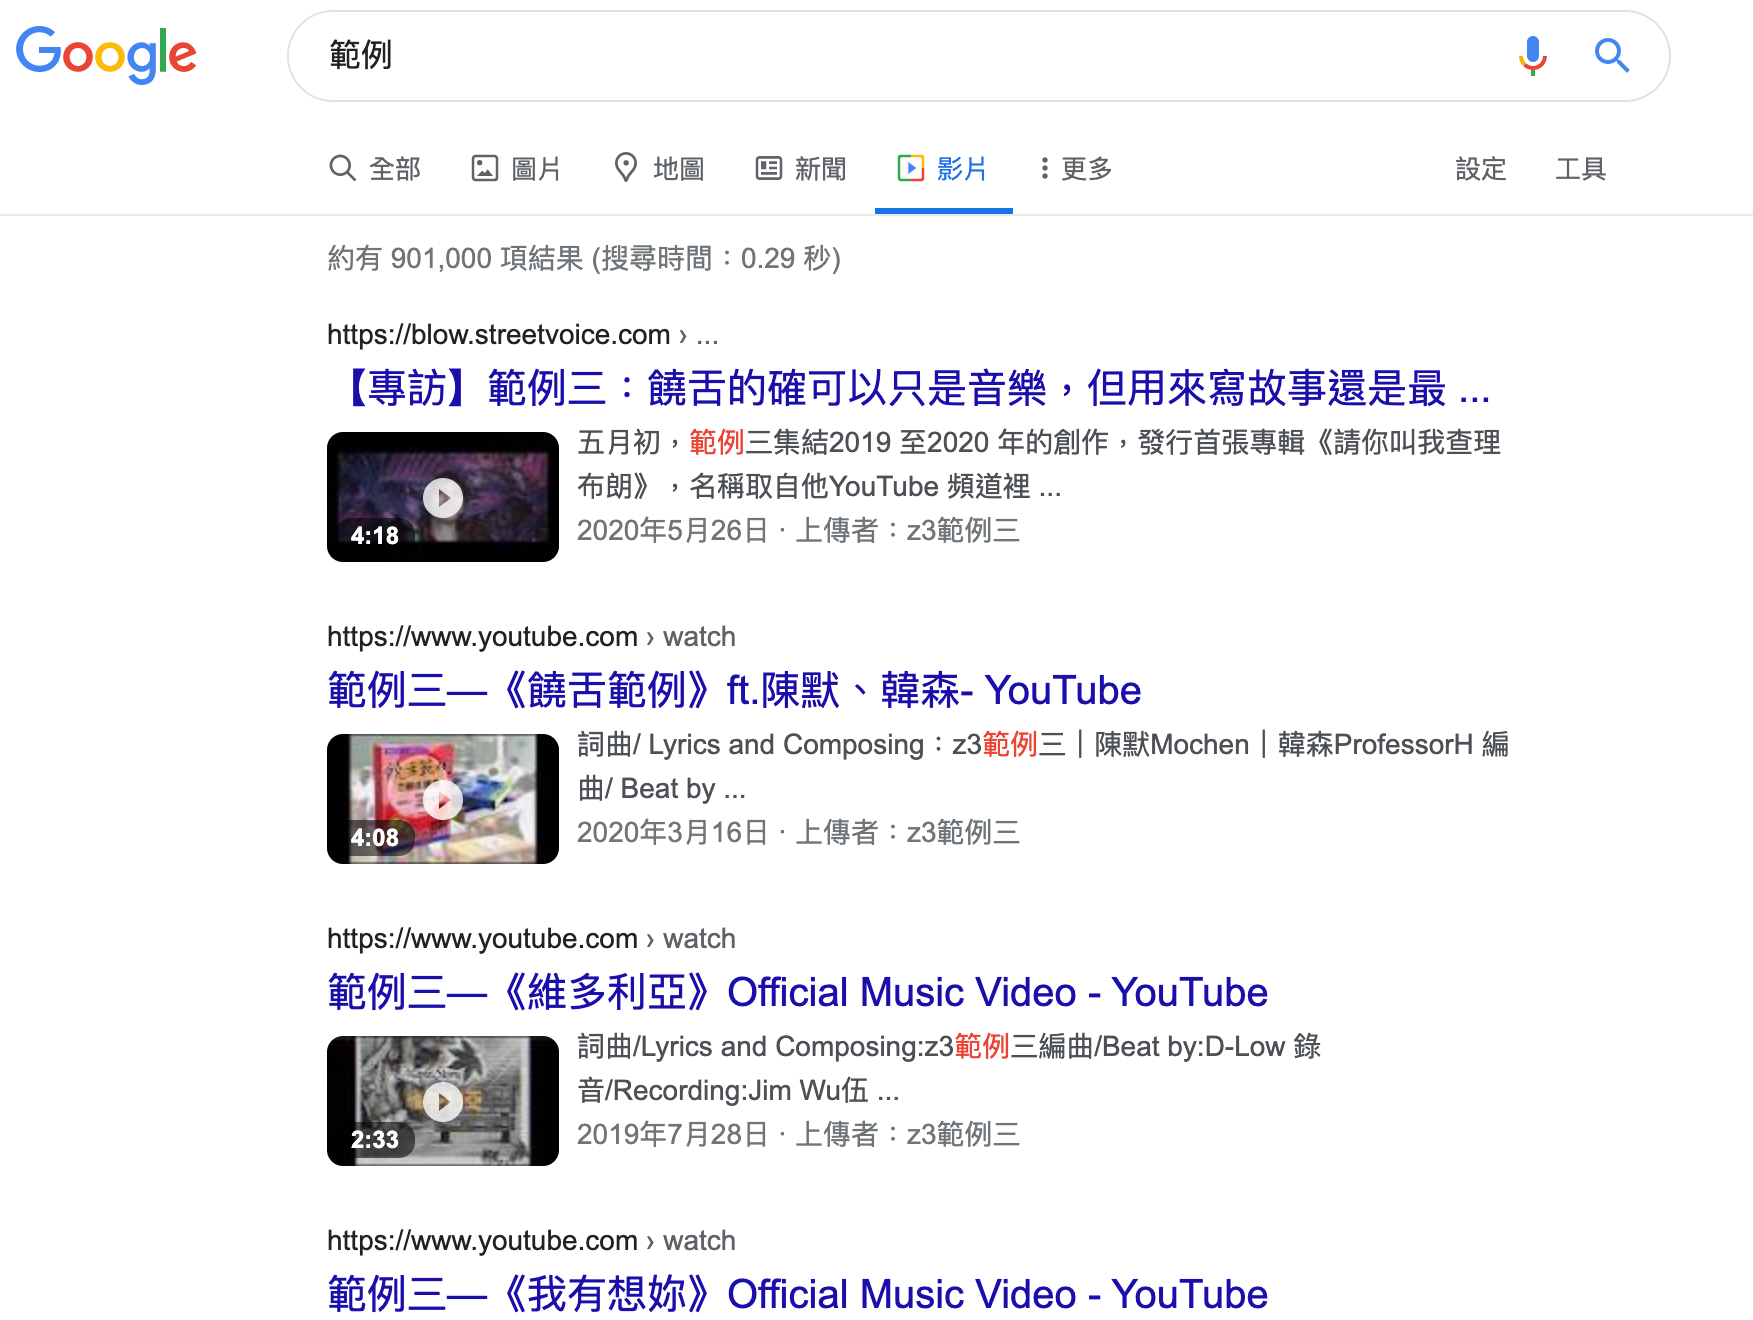 Google
範例
全部 圖片 地圖 新聞 影片 更多 設定 工具
約有 901,000 項結果 (搜尋時間：0.29 秒)
https://blow.streetvoice.com › ...
【專訪】範例三：饒舌的確可以只是音樂，但用來寫故事還是最 ...
五月初，範例三集結2019 至2020 年的創作，發行首張專輯《請你叫我查理
布朗》，名稱取自他YouTube 頻道裡 ...
4:18
2020年5月26日 · 上傳者：z3範例三
https://www.youtube.com › watch
範例三—《饒舌範例》ft.陳默、韓森- YouTube
詞曲/ Lyrics and Composing：z3範例三｜陳默Mochen｜韓森ProfessorH 編
曲/ Beat by ...
4:08
2020年3月16日 · 上傳者：z3範例三
https://www.youtube.com › watch
範例三—《維多利亞》Official Music Video - YouTube
詞曲/Lyrics and Composing:z3範例三編曲/Beat by:D-Low 錄
音/Recording:Jim Wu伍 ...
2:33
2019年7月28日 · 上傳者：z3範例三
https://www.youtube.com › watch
範例三—《我有想妳》Official Music Video - YouTube